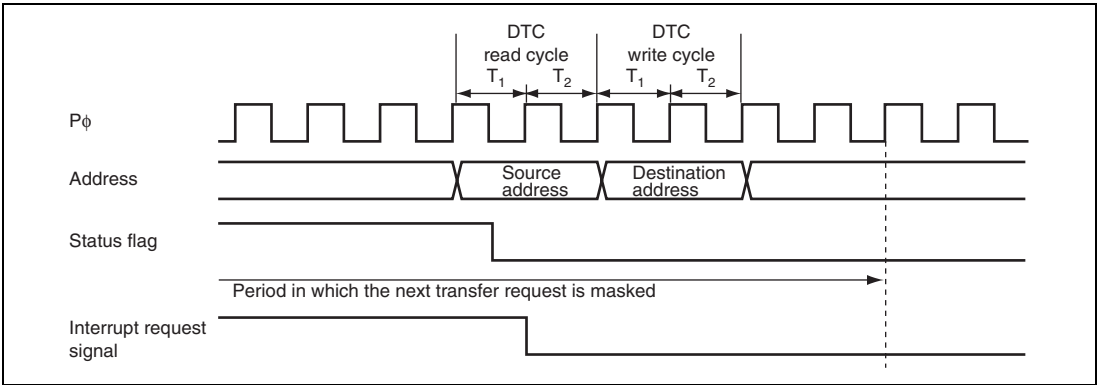 DTC
read cycle
DTC
write cycle
T1
T2
T1
T2
Pϕ
Address
Source
address
Destination
address
Status flag
Period in which the next transfer request is masked
Interrupt request
signal